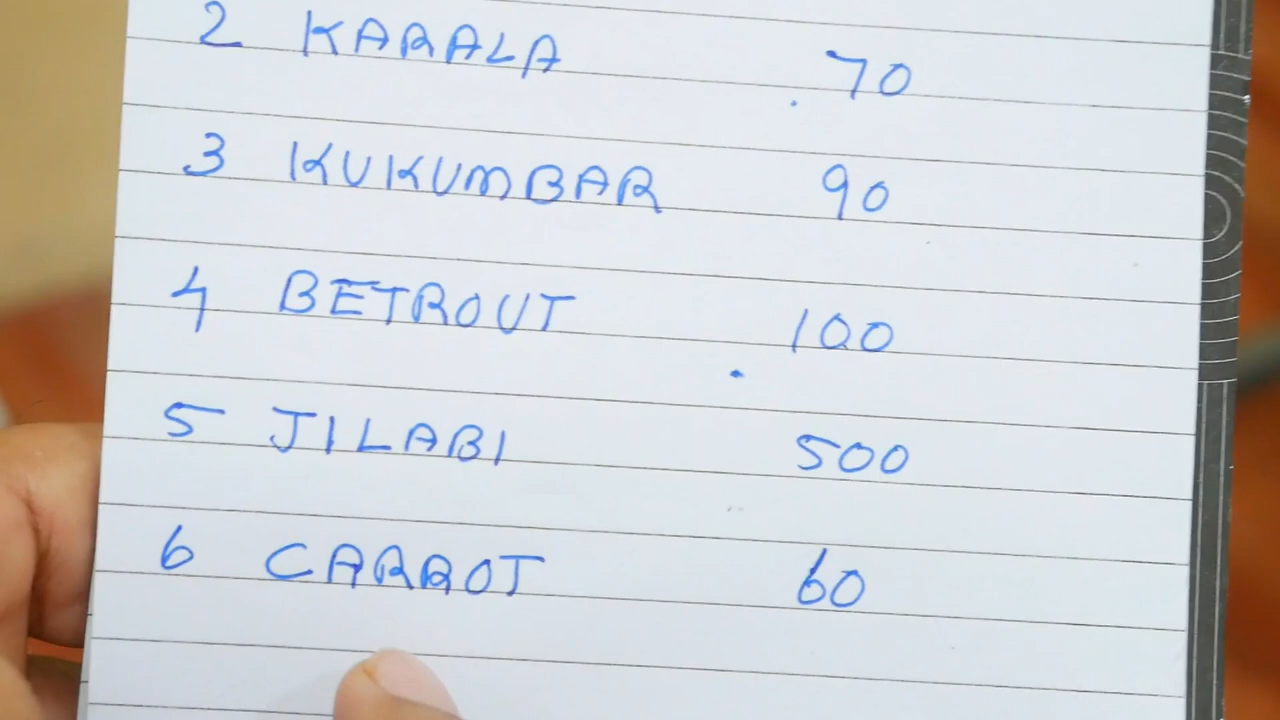 2 KARALA 70
3 KUKUMBAR 90
4 BETROUT 100
5 JILABI 500
6 CARROT 60